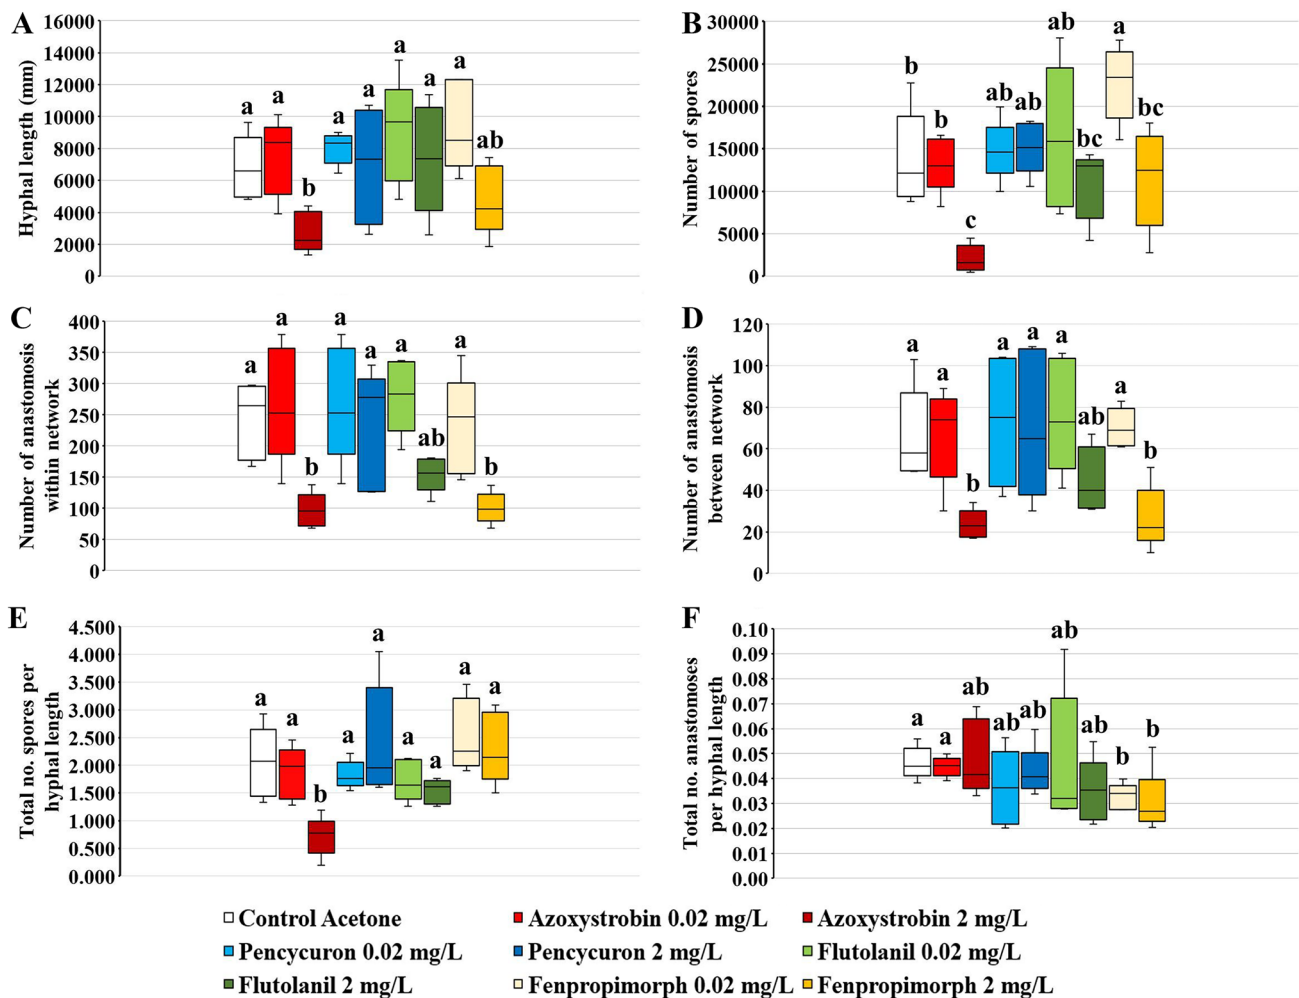 A
Hyphal length (mm)
16000
14000
12000
10000
8000
6000
4000
2000
0
a
a
b
a
a
a
a
a
ab
B
Number of spores
30000
25000
20000
15000
10000
5000
0
b
b
c
ab
ab
ab
bc
a
bc
C
Number of anastomosis
within network
400
350
300
250
200
150
100
50
0
a
a
b
a
a
a
ab
a
b
D
Number of anastomosis
between network
120
100
80
60
40
20
0
a
a
b
a
a
a
ab
a
b
E
Total no. spores per
hyphal length
4.500
4.000
3.500
3.000
2.500
2.000
1.500
1.000
0.500
0.000
a
a
b
a
a
a
a
a
a
F
Total no. anastomoses
per hyphal length
0.10
0.09
0.08
0.07
0.06
0.05
0.04
0.03
0.02
0.01
0.00
a
a
ab
ab
ab
ab
ab
b
b
Control Acetone
Azoxystrobin 0.02 mg/L
Azoxystrobin 2 mg/L
Pencycuron 0.02 mg/L
Pencycuron 2 mg/L
Flutolanil 0.02 mg/L
Flutolanil 2 mg/L
Fenpropimorph 0.02 mg/L
Fenpropimorph 2 mg/L